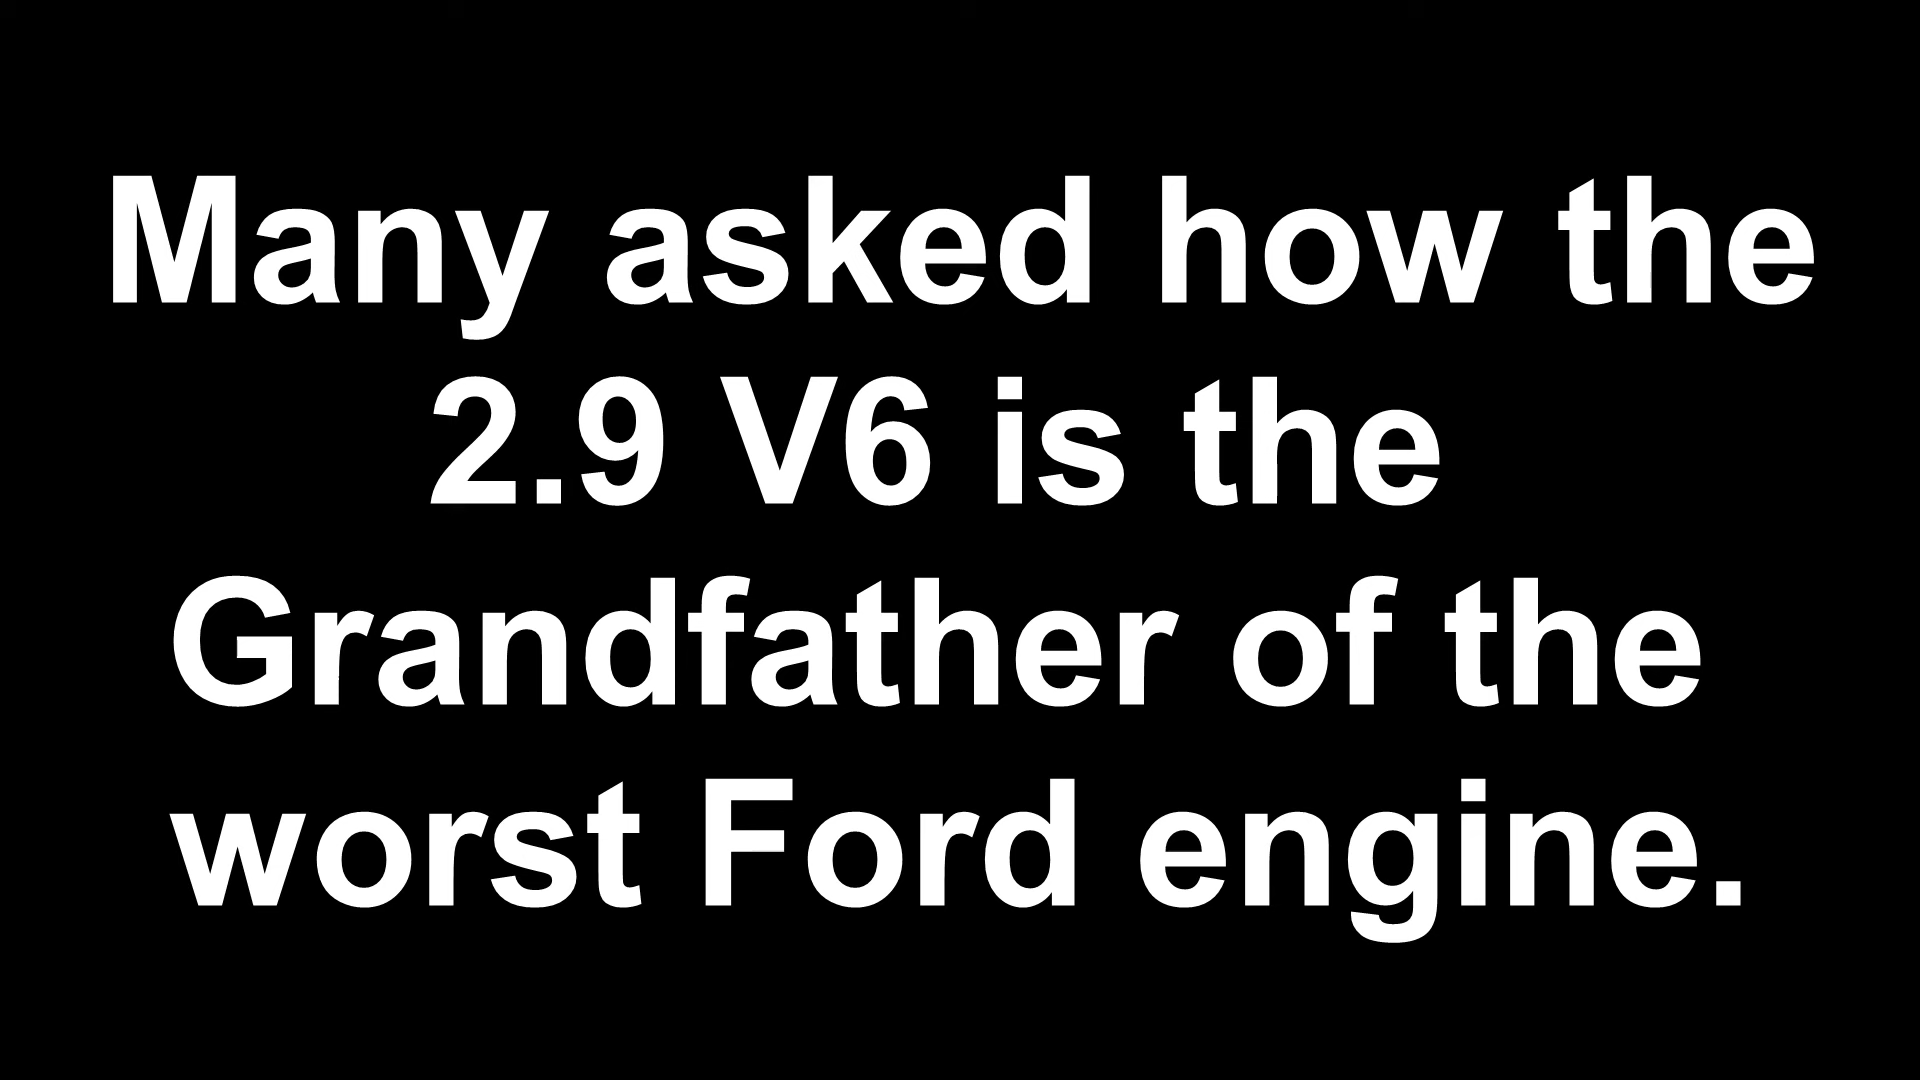 Many asked how the
2.9 V6 is the
Grandfather of the
worst Ford engine.